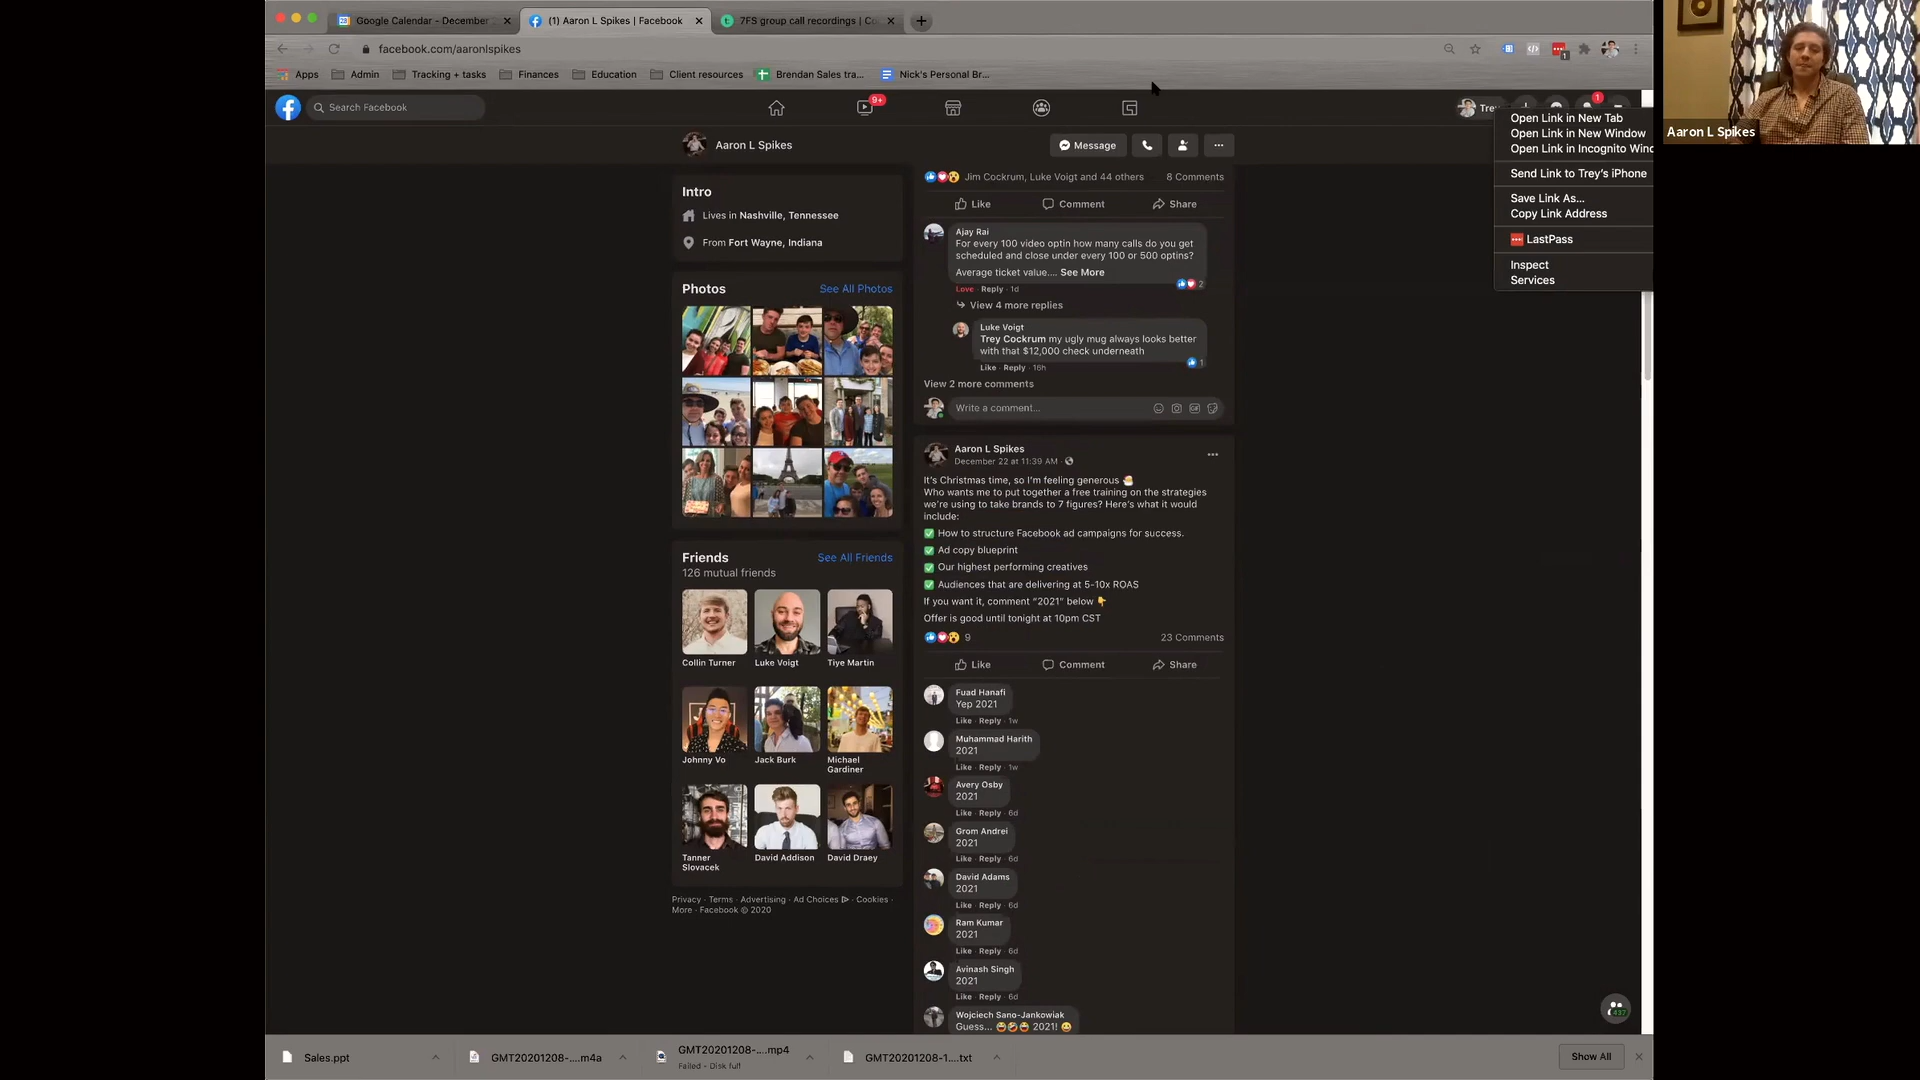 Google Calendar - December
(1) Aaron L Spikes | Facebook
7FS group call recordings | Co
facebook.com/aaronlspikes
Apps
Admin
Tracking + tasks
Finances
Education
Client resources
Brendan Sales tra...
Nick's Personal Br...
Search Facebook
9+
1
Aaron L Spikes
Message
Open Link in New Tab
Open Link in New Window
Open Link in Incognito Wind
Send Link to Trey's iPhone
Save Link As...
Copy Link Address
LastPass
Inspect
Services
Aaron L Spikes
Intro
Lives in Nashville, Tennessee
From Fort Wayne, Indiana
Photos
See All Photos
Friends
See All Friends
126 mutual friends
Collin Turner
Luke Voigt
Tiye Martin
Johnny Vo
Jack Burk
Michael
Gardiner
Tanner
Slovacek
David Addison
David Draey
Privacy · Terms · Advertising · Ad Choices · Cookies ·
More · Facebook © 2020
Jim Cockrum, Luke Voigt and 44 others
8 Comments
Like
Comment
Share
Ajay Rai
For every 100 video optin how many calls do you get
scheduled and close under every 100 or 500 optins?
Average ticket value.... See More
2
Love · Reply · 1d
View 4 more replies
Luke Voigt
Trey Cockrum my ugly mug always looks better
with that $12,000 check underneath
1
Like · Reply · 16h
View 2 more comments
Write a comment...
Aaron L Spikes
December 22 at 11:39 AM ·
It's Christmas time, so I'm feeling generous 🎅
Who wants me to put together a free training on the strategies
we're using to take brands to 7 figures? Here's what it would
include:
✅ How to structure Facebook ad campaigns for success.
✅ Ad copy blueprint
✅ Our highest performing creatives
✅ Audiences that are delivering at 5-10x ROAS
If you want it, comment "2021" below 👇
Offer is good until tonight at 10pm CST
9
23 Comments
Like
Comment
Share
Fuad Hanafi
Yep 2021
Like · Reply · 1w
Muhammad Harith
2021
Like · Reply · 1w
Avery Osby
2021
Like · Reply · 6d
Grom Andrei
2021
Like · Reply · 6d
David Adams
2021
Like · Reply · 6d
Ram Kumar
2021
Like · Reply · 6d
Avinash Singh
2021
Like · Reply · 6d
Wojciech Sano-Jankowiak
Guess... 😂🤣😂 2021! 😄
437
Sales.ppt
GMT20201208-....m4a
GMT20201208-....mp4
Failed - Disk full
GMT20201208-1....txt
Show All